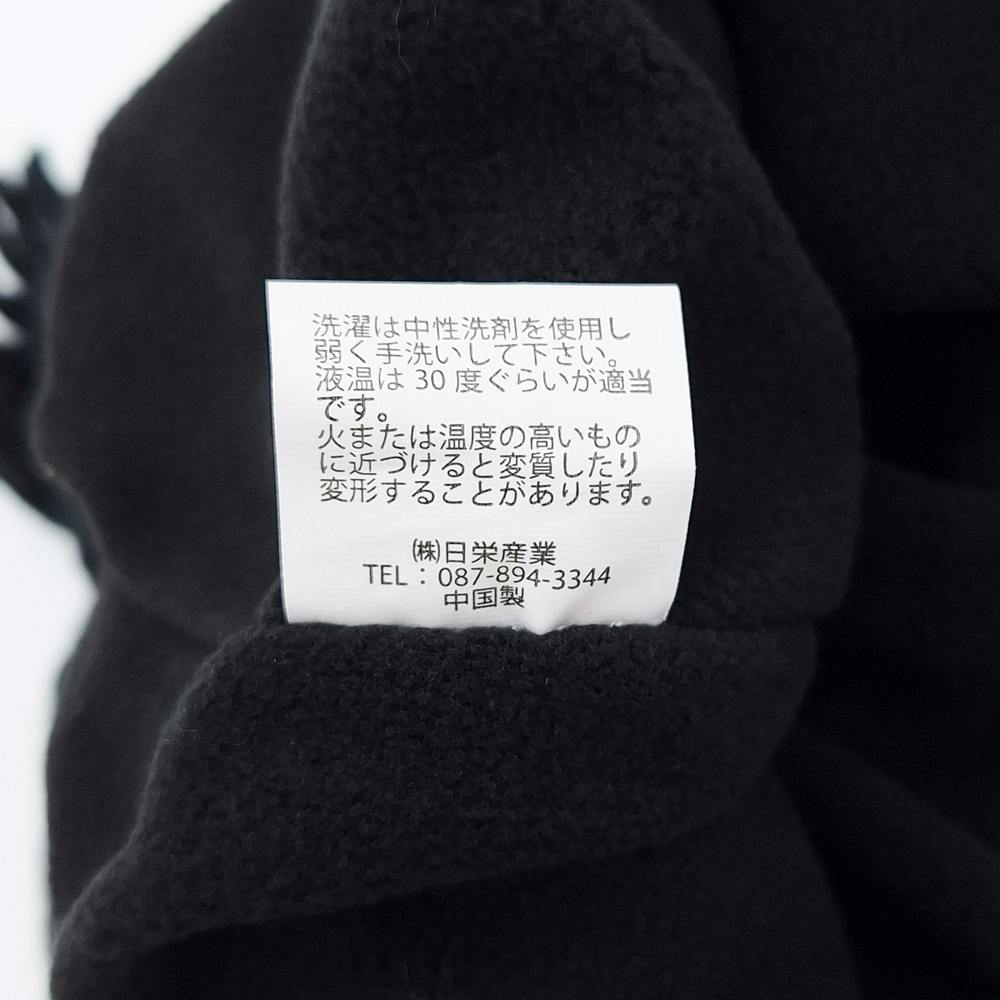 洗濯は中性洗剤を使用し
弱く手洗いして下さい。
液温は 30 度ぐらいが適当
です。
火または温度の高いもの
に近づけると変質したり
変形することがあります。
㈱日栄産業
TEL：087-894-3344
中国製